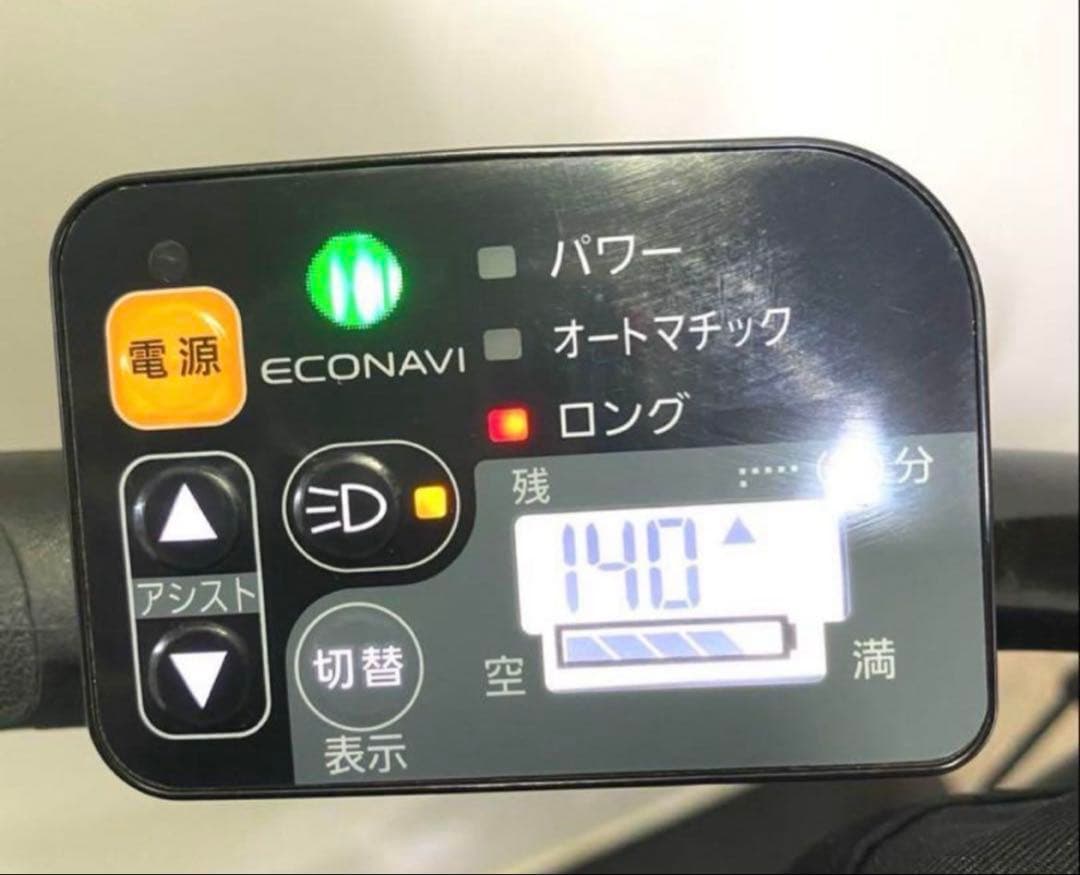 パワー
オートマチック
ロング
電源
ECONAVI
アシスト
切替
表示
残
分
140
空
満